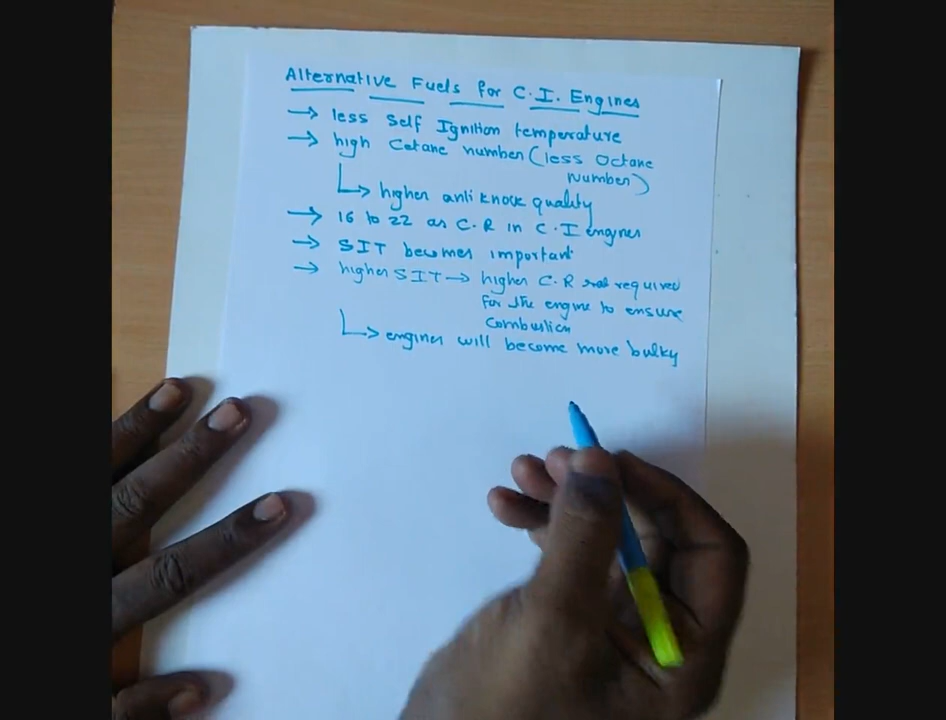 Alternative Fuels for C.I. Engines
→ less Self Ignition temperature
→ high Cetane number (less Octane
Number)
↳ higher anti knock quality
→ 16 to 22 as C.R in C.I engines
→ SIT becomes important
→ higher SIT → higher C.R required
for the engine to ensure
Combustion
↳ engines will become more bulky